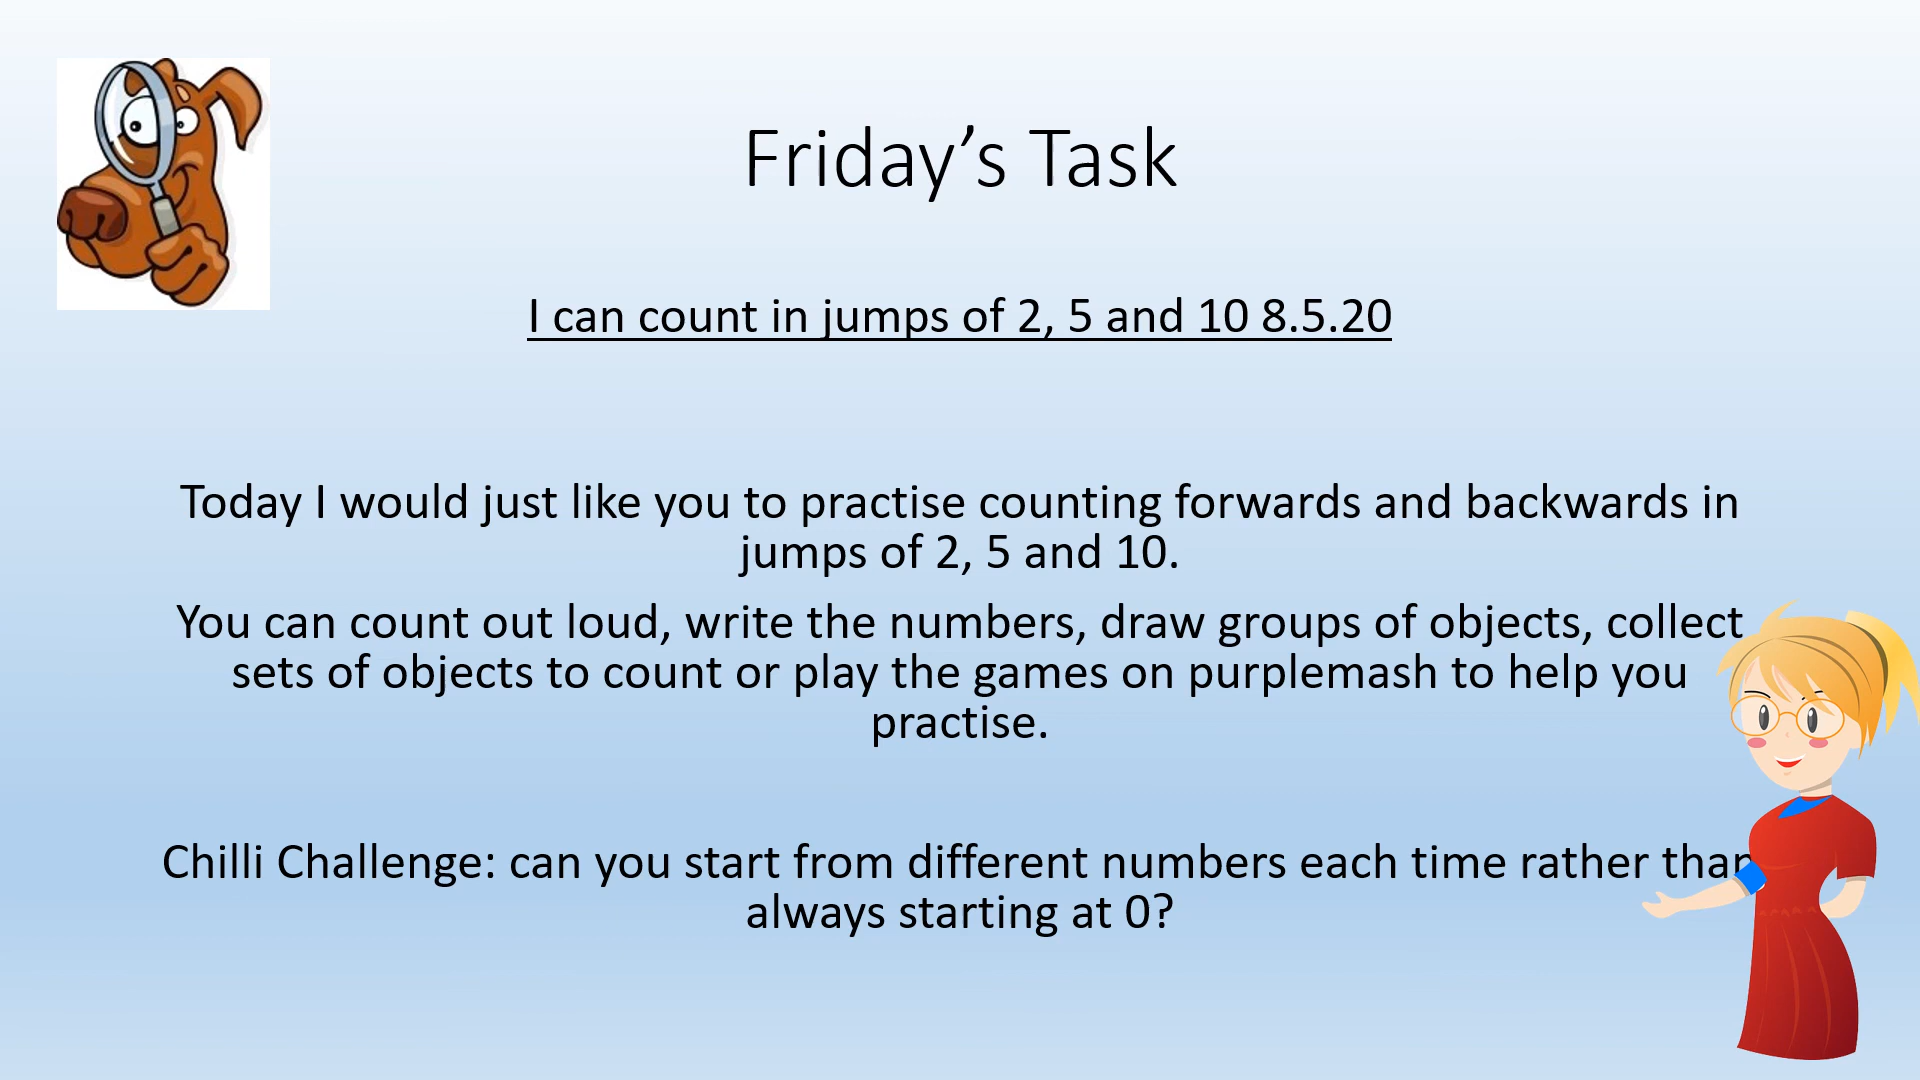 Friday’s Task
I can count in jumps of 2, 5 and 10 8.5.20
Today I would just like you to practise counting forwards and backwards in
jumps of 2, 5 and 10.
You can count out loud, write the numbers, draw groups of objects, collect
sets of objects to count or play the games on purplemash to help you
practise.
Chilli Challenge: can you start from different numbers each time rather than
always starting at 0?